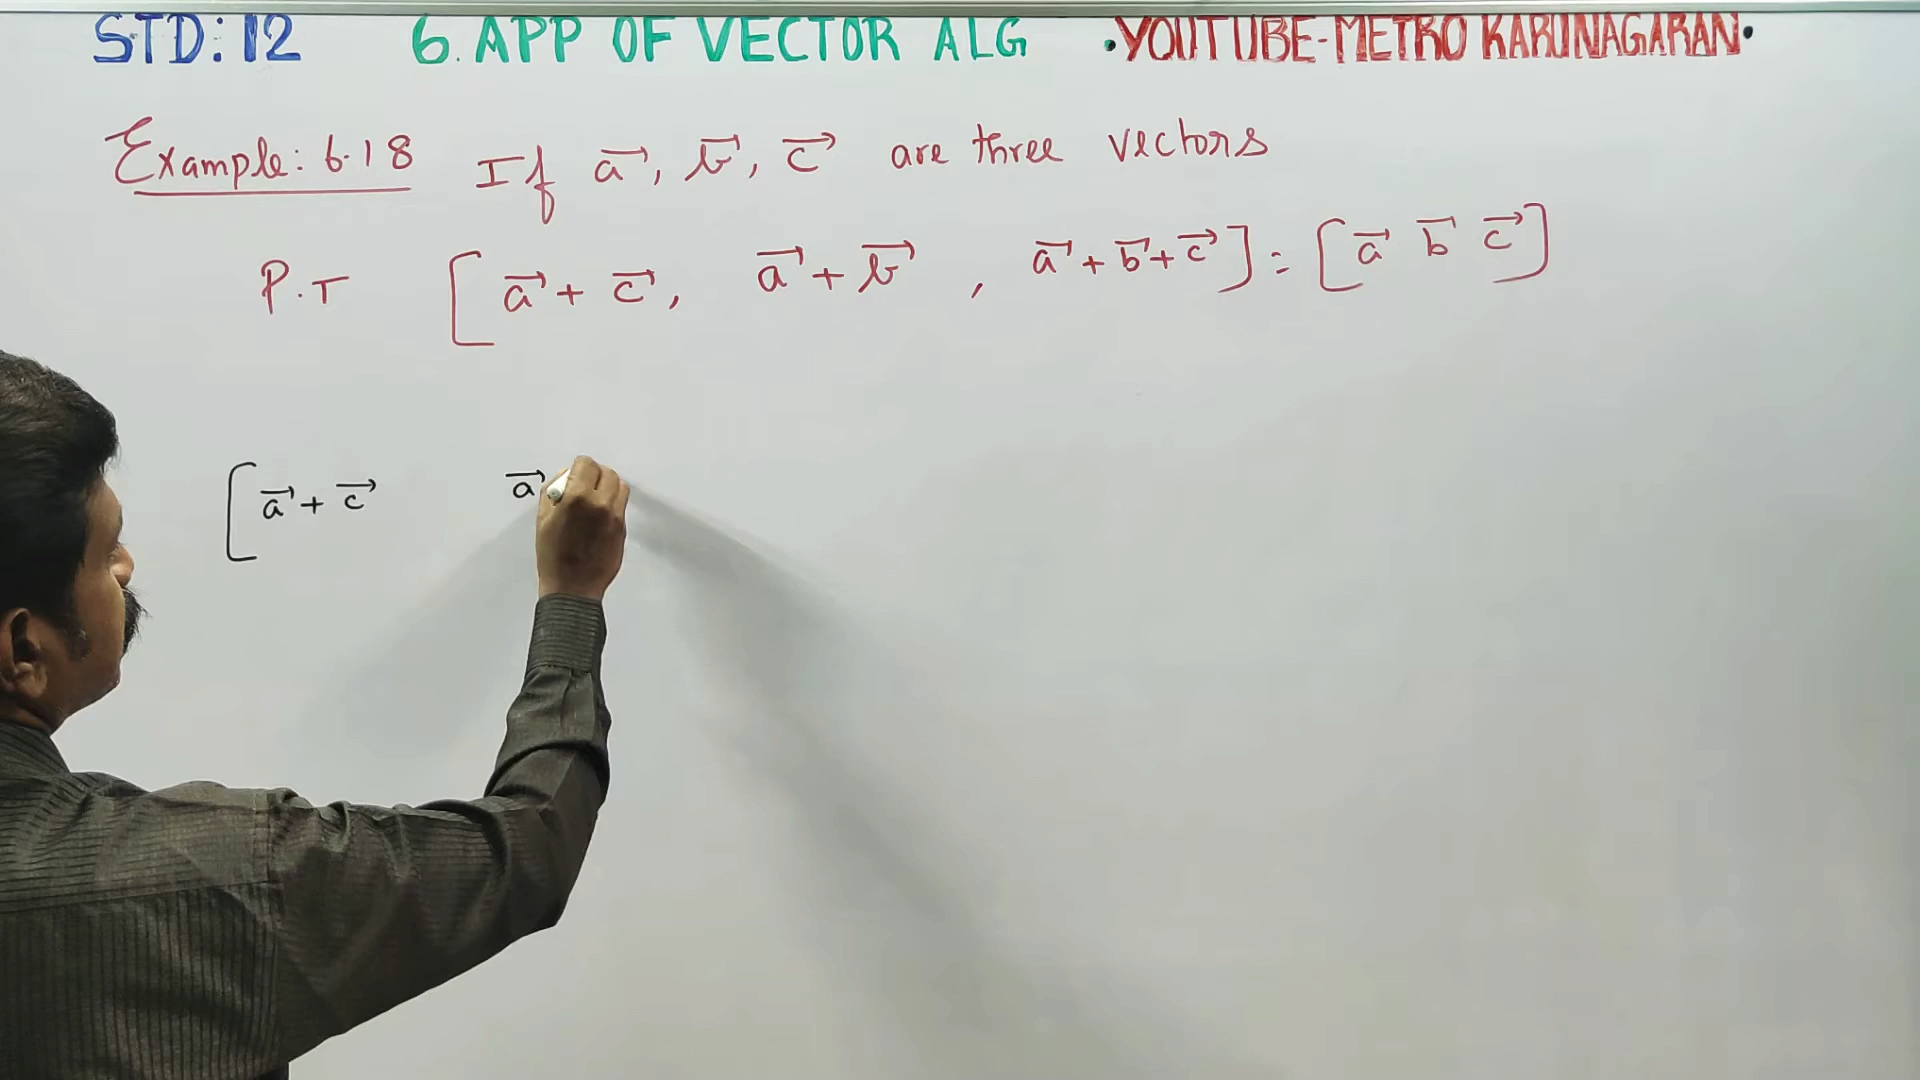 STD: 12 6. APP OF VECTOR ALG •YOUTUBE-METRO KARUNAGARAN•
Example: 6.18 If a⃗, b⃗, c⃗ are three vectors
P.T [a⃗ + c⃗, a⃗ + b⃗, a⃗ + b⃗ + c⃗] = [a⃗ b⃗ c⃗]
[a⃗ + c⃗ a⃗